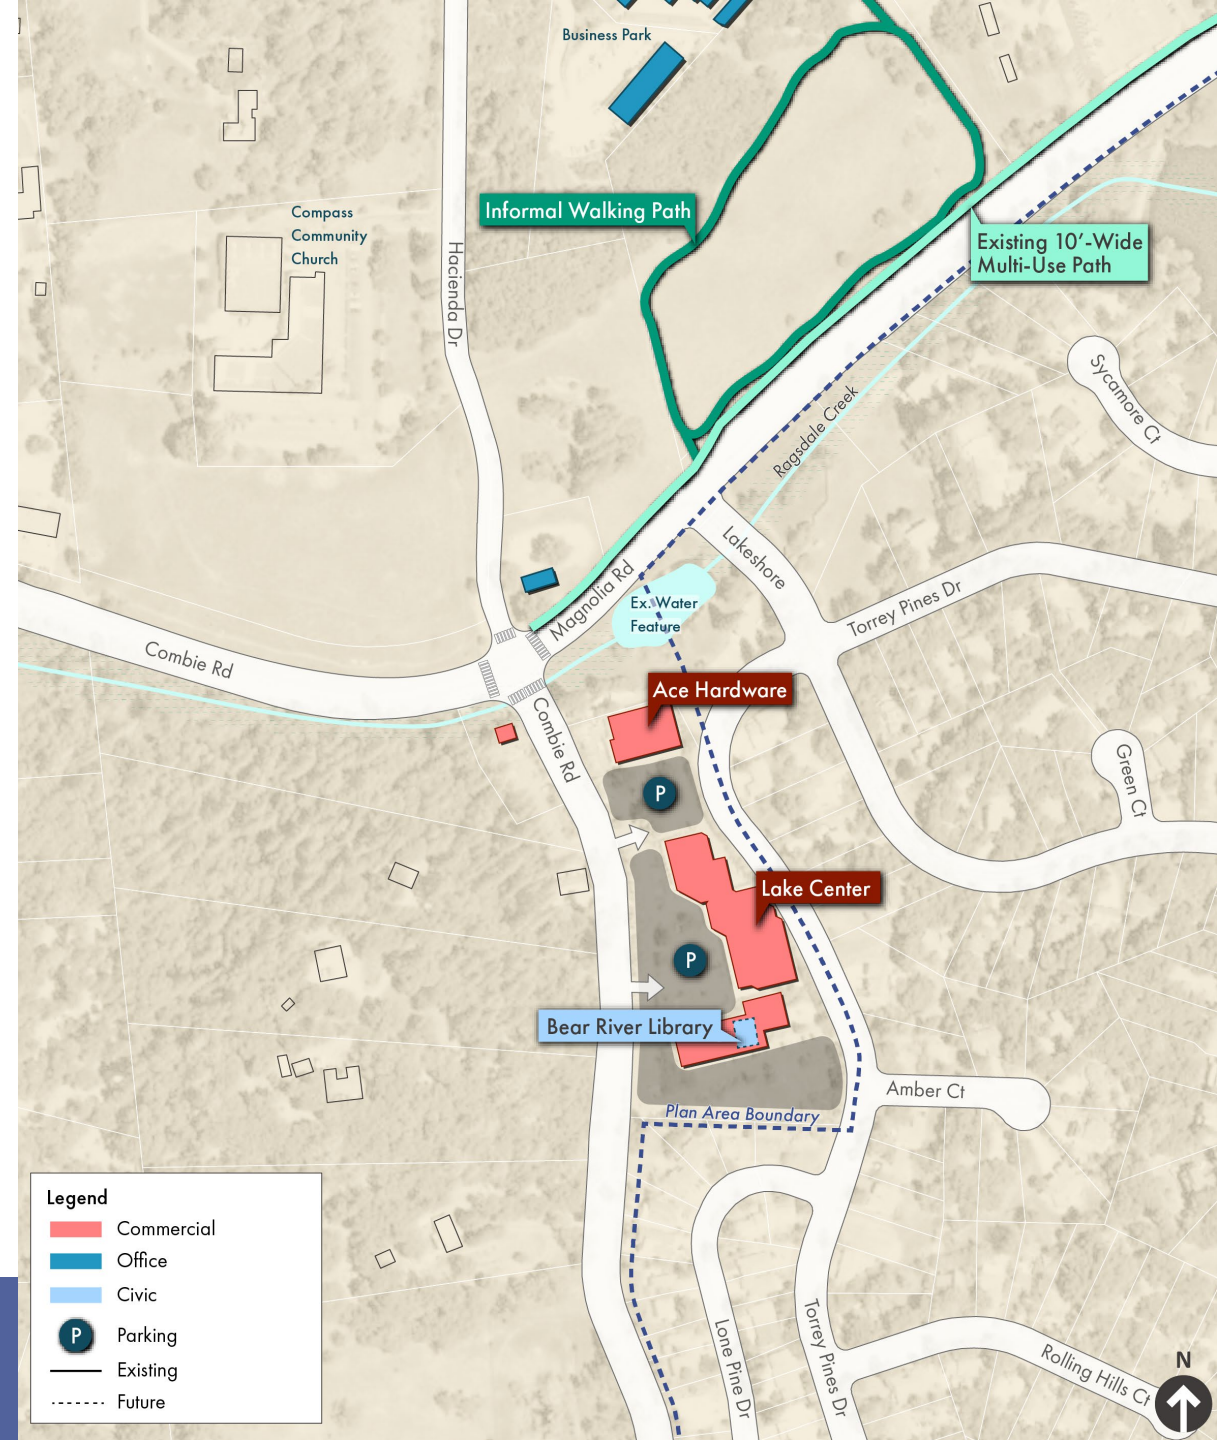 Business Park
Informal Walking Path
Compass
Community
Church
Hacienda Dr
Existing 10'-Wide
Multi-Use Path
Sycamore Ct
Ragsdale Creek
Lakeshore
Magnolia Rd
Ex. Water
Feature
Torrey Pines Dr
Combie Rd
Ace Hardware
Combie Rd
P
Green Ct
Lake Center
P
Bear River Library
Amber Ct
Plan Area Boundary
Legend
Commercial
Office
Civic
P Parking
Existing
Future
Lone Pine Dr
Torrey Pines Dr
Rolling Hills Ct
N